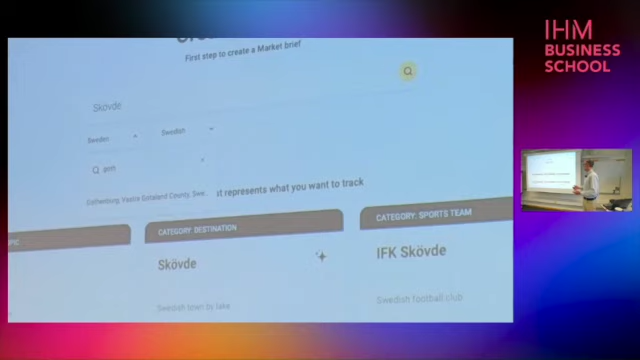 IHM
BUSINESS
SCHOOL
First step to create a Market brief
Skövde
Sweden
Swedish
goth
Gothenburg, Vastra Gotaland County, Swe...
t represents what you want to track
CATEGORY: DESTINATION
Skövde
Swedish town by lake
CATEGORY: SPORTS TEAM
IFK Skövde
Swedish football club